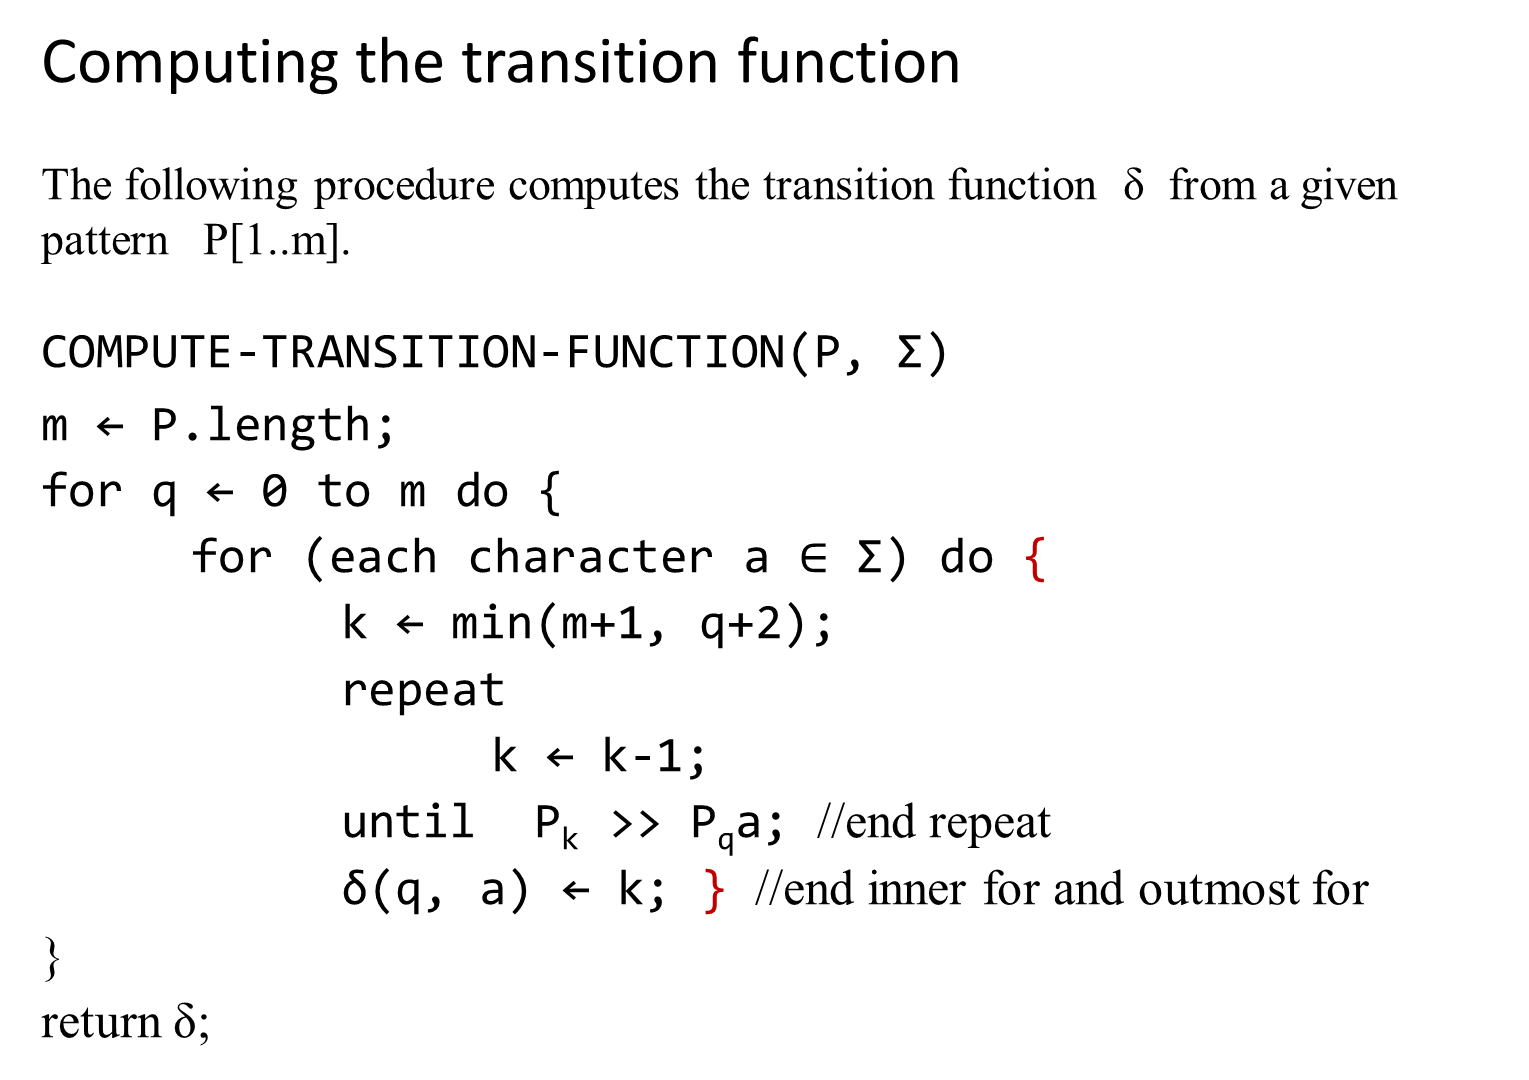 Computing the transition function
The following procedure computes the transition function δ from a given
pattern P[1..m].
COMPUTE-TRANSITION-FUNCTION(P, Σ)
m ← P.length;
for q ← 0 to m do {
for (each character a ∈ Σ) do {
k ← min(m+1, q+2);
repeat
k ← k-1;
until Pk >> Pqa; //end repeat
δ(q, a) ← k; } //end inner for and outmost for
}
return δ;